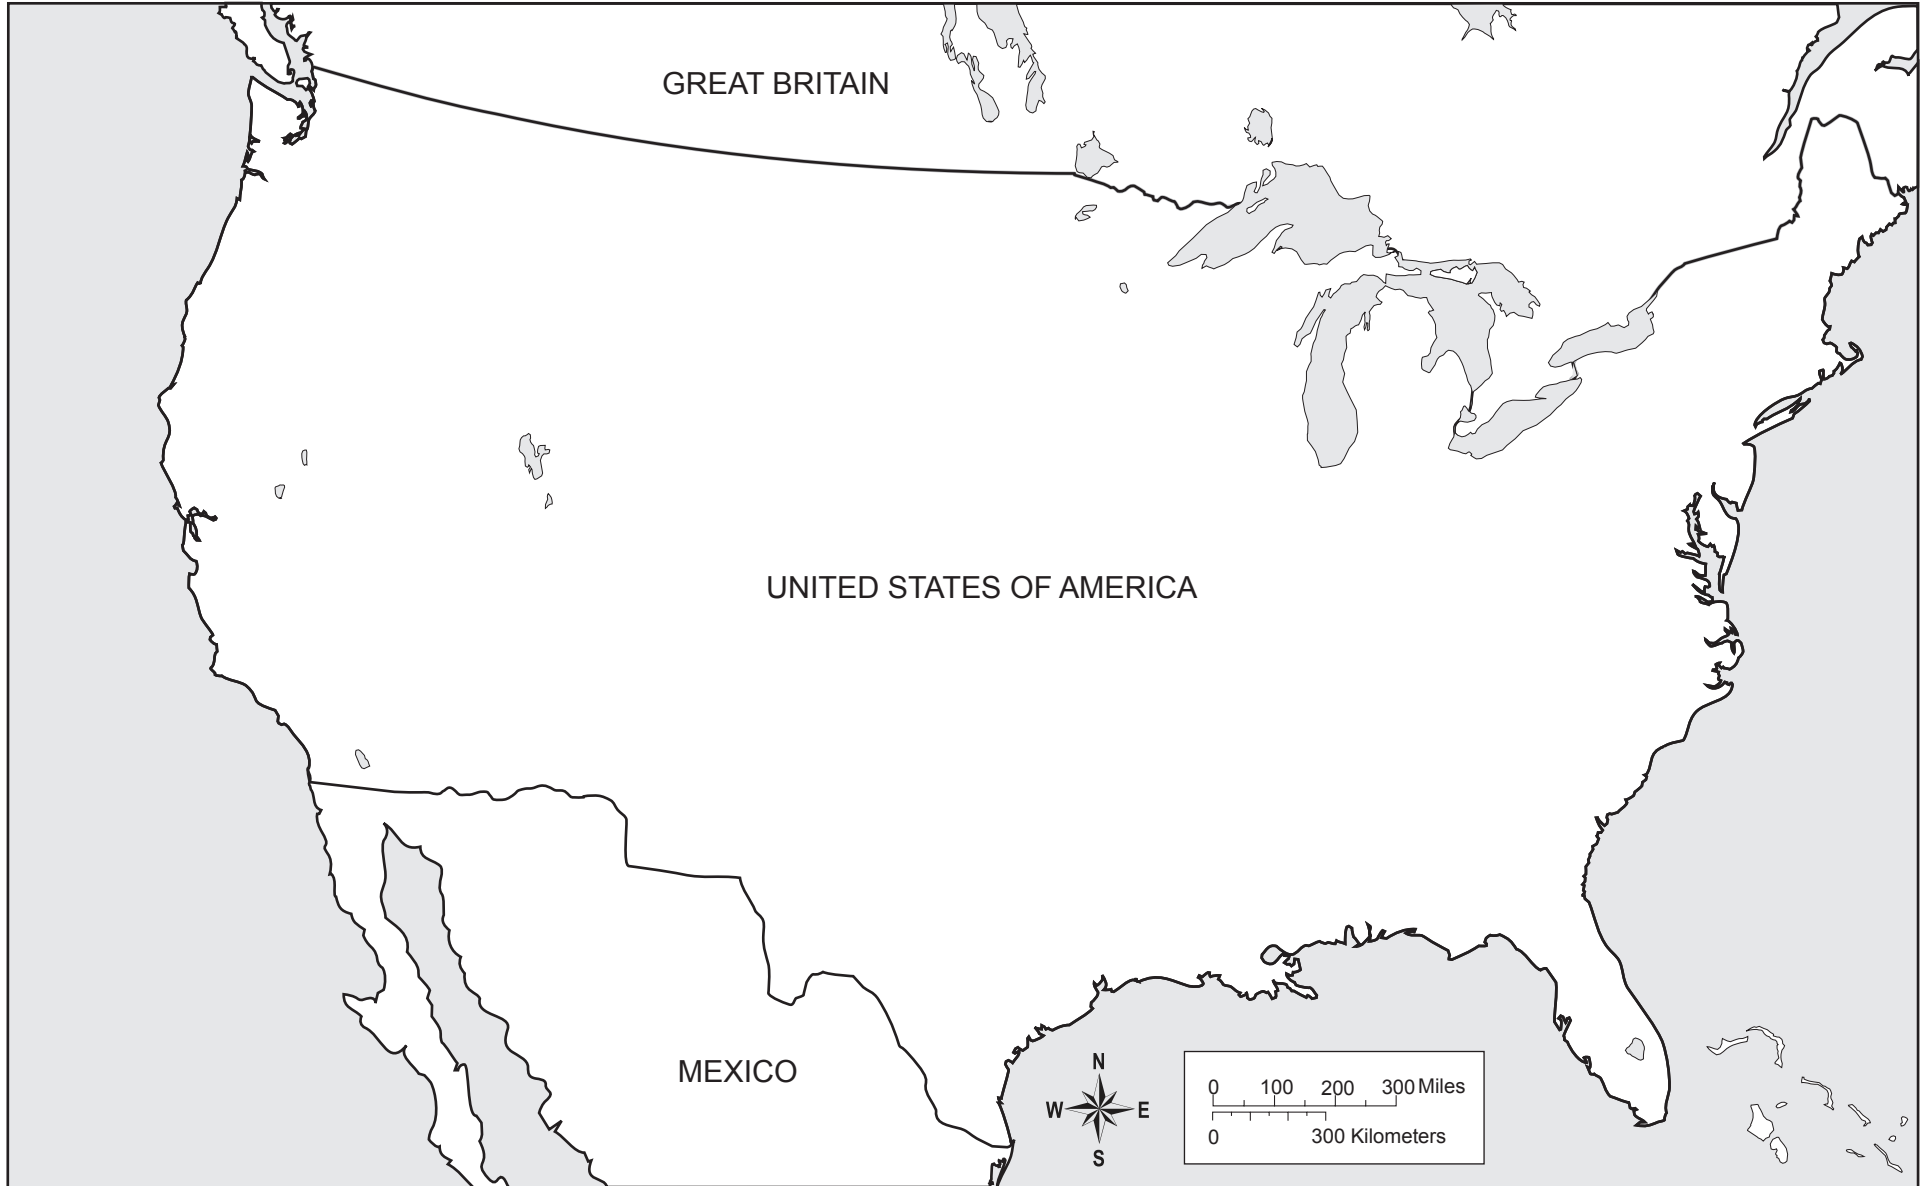 GREAT BRITAIN
UNITED STATES OF AMERICA
MEXICO
N
W E
S
0 100 200 300 Miles
0 300 Kilometers